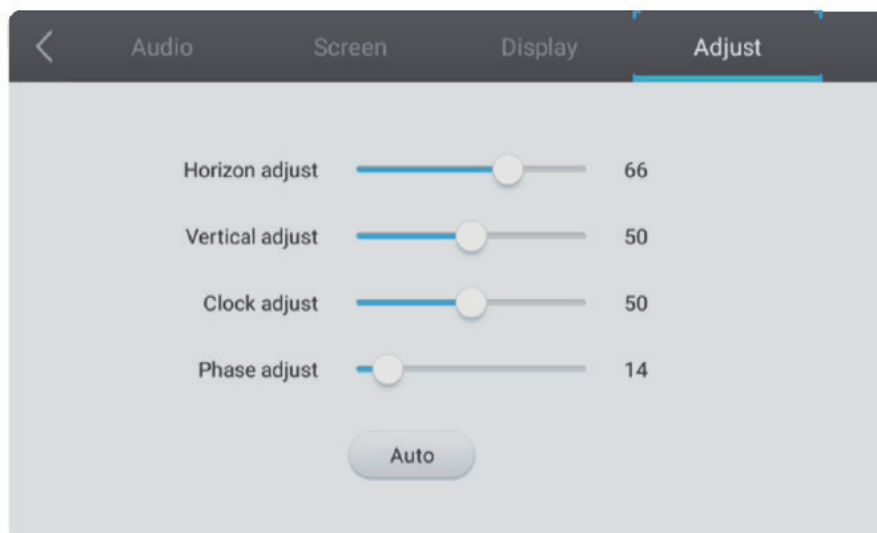 Audio Screen Display Adjust
Horizon adjust 66
Vertical adjust 50
Clock adjust 50
Phase adjust 14
Auto